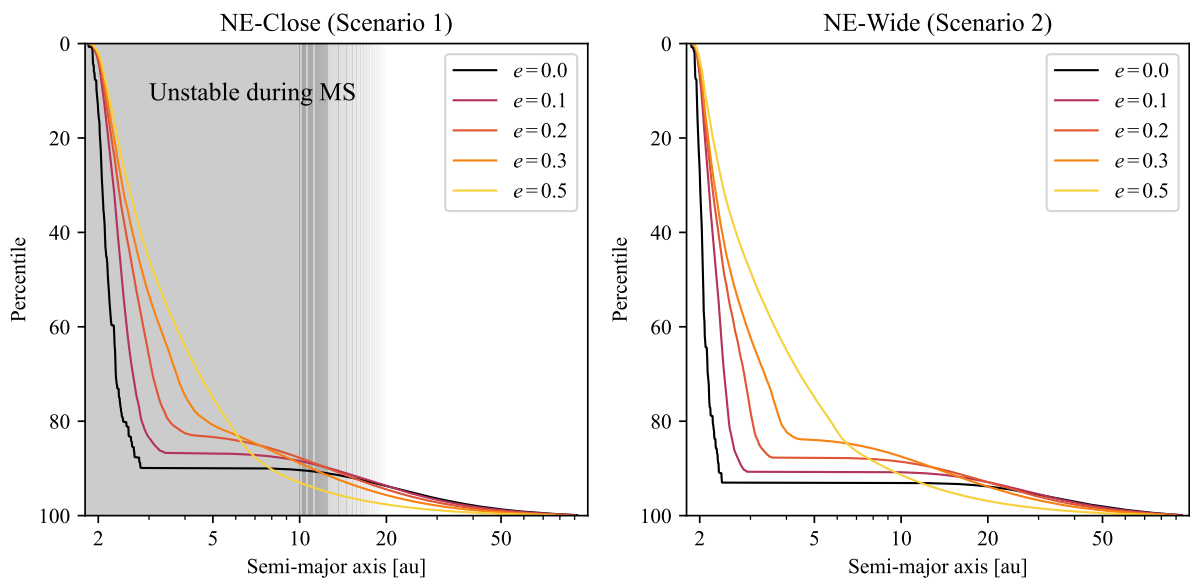 NE-Close (Scenario 1)
Unstable during MS
e = 0.0
e = 0.1
e = 0.2
e = 0.3
e = 0.5
Percentile
0
20
40
60
80
100
2
5
10
20
50
Semi-major axis [au]
NE-Wide (Scenario 2)
e = 0.0
e = 0.1
e = 0.2
e = 0.3
e = 0.5
Percentile
0
20
40
60
80
100
2
5
10
20
50
Semi-major axis [au]